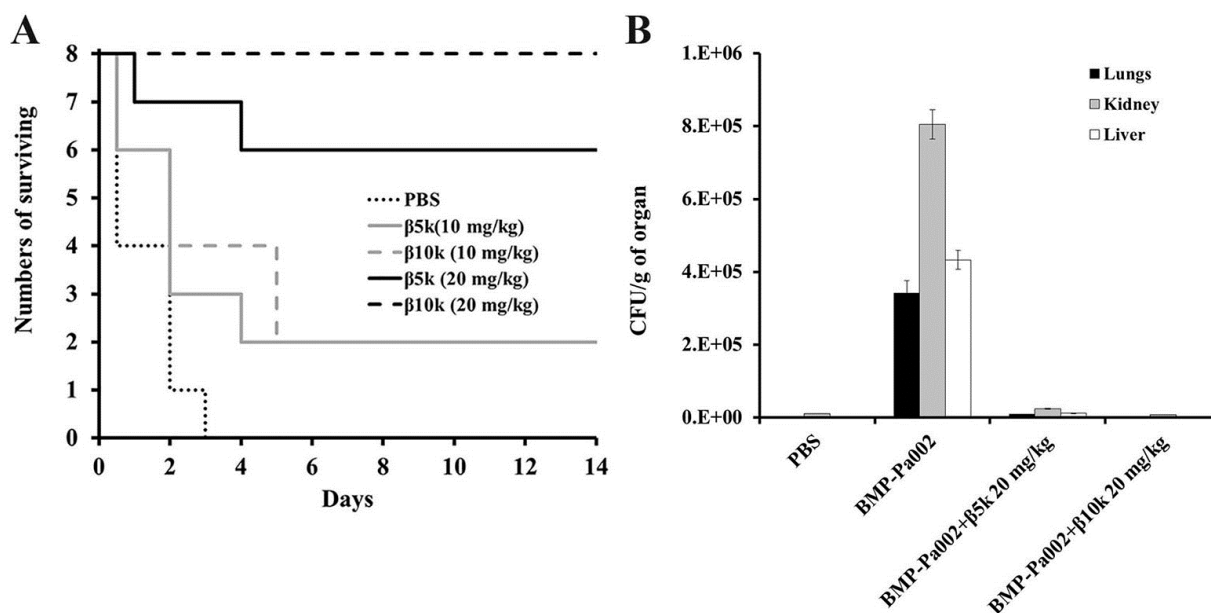 A
8
7
6
5
4
3
2
1
0
Numbers of surviving
0 2 4 6 8 10 12 14
Days
PBS
β5k(10 mg/kg)
β10k (10 mg/kg)
β5k (20 mg/kg)
β10k (20 mg/kg)
B
1.E+06
8.E+05
6.E+05
4.E+05
2.E+05
0.E+00
CFU/g of organ
Lungs
Kidney
Liver
PBS
BMP-Pa002
BMP-Pa002+β5k 20 mg/kg
BMP-Pa002+β10k 20 mg/kg